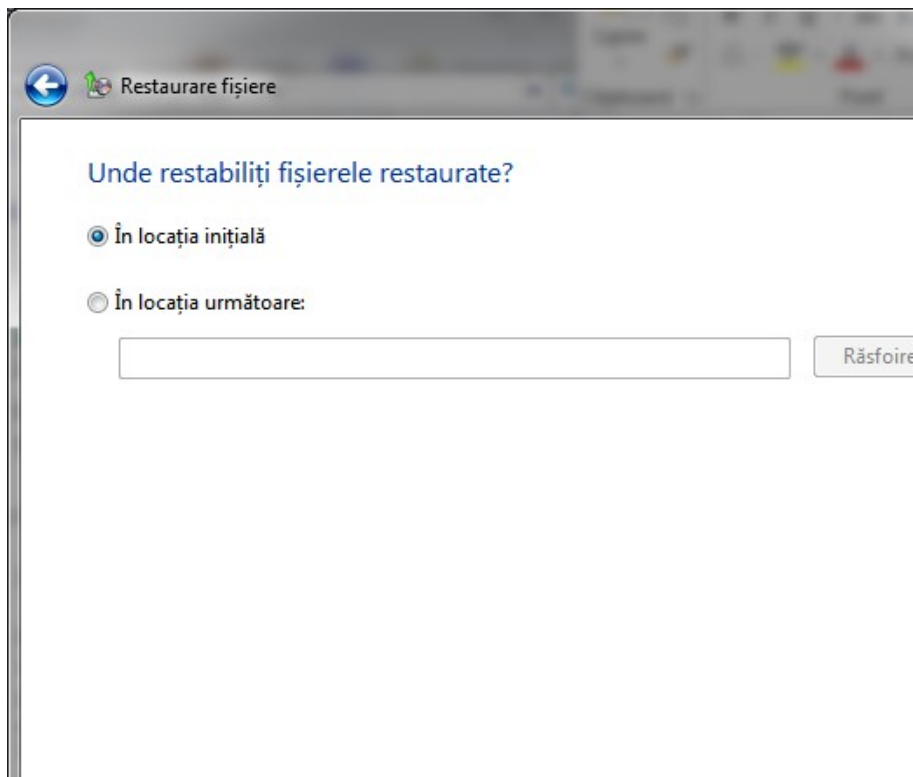 Restaurare fișiere
Unde restabiliți fișierele restaurate?
În locația inițială
În locația următoare:
Răsfoire